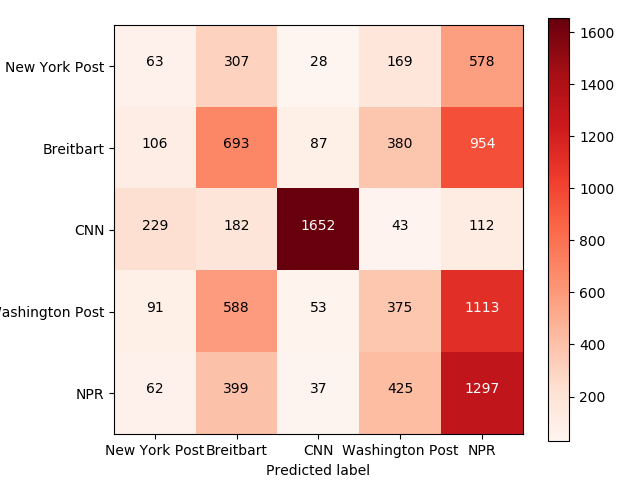 New York Post 63 307 28 169 578
Breitbart 106 693 87 380 954
CNN 229 182 1652 43 112
ashington Post 91 588 53 375 1113
NPR 62 399 37 425 1297
New York Post Breitbart CNN Washington Post NPR
Predicted label
1600
1400
1200
1000
800
600
400
200